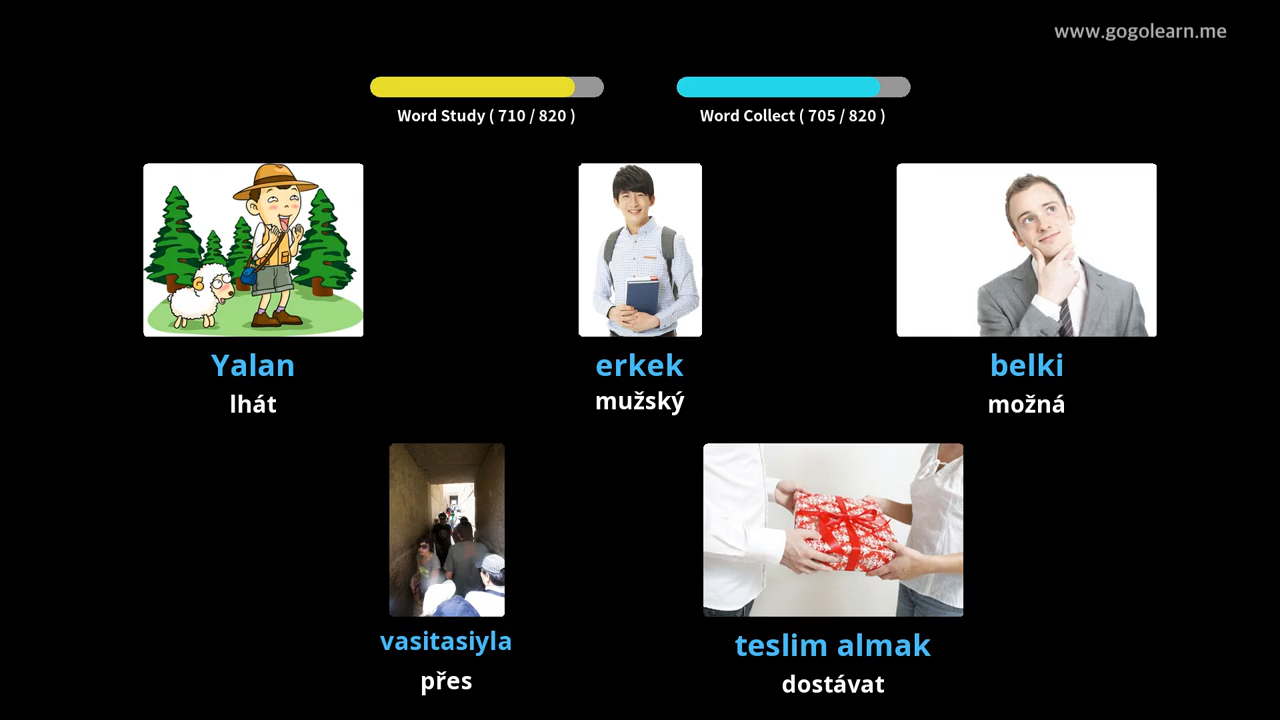 www.gogolearn.me
Word Study ( 710 / 820 )
Word Collect ( 705 / 820 )
Yalan
lhát
erkek
mužský
belki
možná
vasitasiyla
přes
teslim almak
dostávat